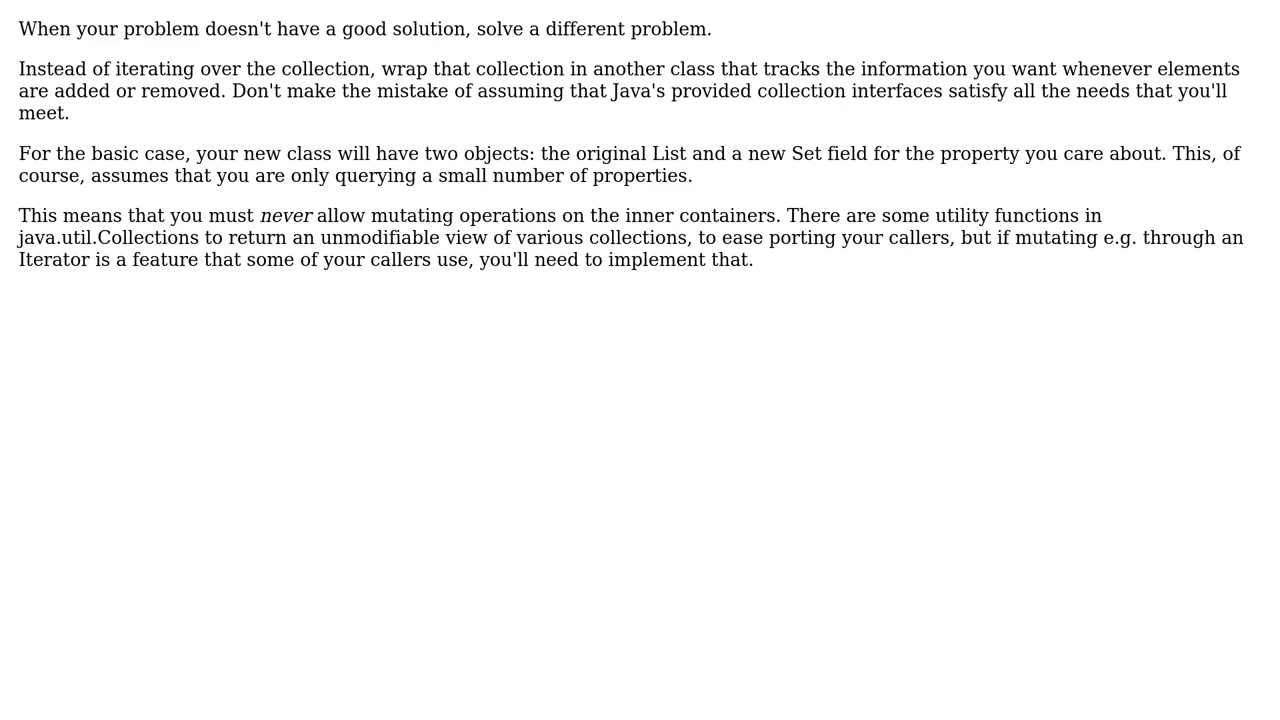 When your problem doesn't have a good solution, solve a different problem.
Instead of iterating over the collection, wrap that collection in another class that tracks the information you want whenever elements
are added or removed. Don't make the mistake of assuming that Java's provided collection interfaces satisfy all the needs that you'll
meet.
For the basic case, your new class will have two objects: the original List and a new Set field for the property you care about. This, of
course, assumes that you are only querying a small number of properties.
This means that you must never allow mutating operations on the inner containers. There are some utility functions in
java.util.Collections to return an unmodifiable view of various collections, to ease porting your callers, but if mutating e.g. through an
Iterator is a feature that some of your callers use, you'll need to implement that.